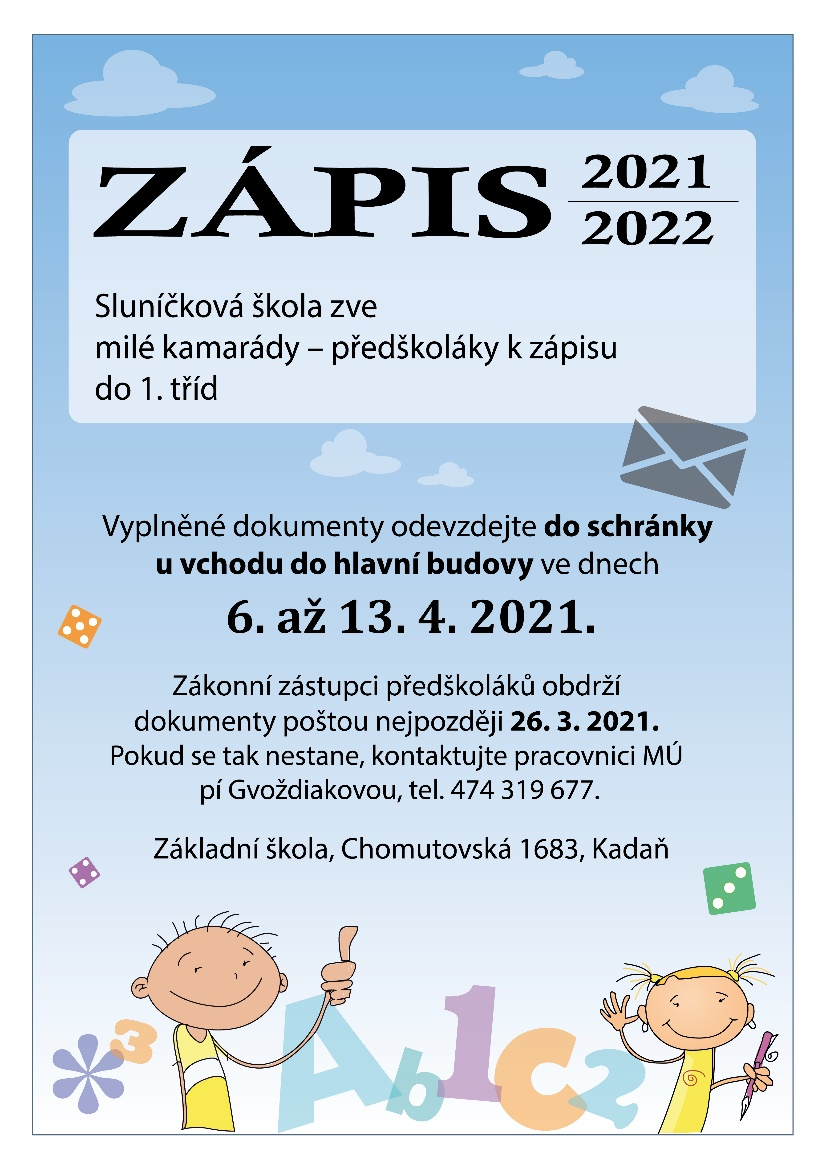 ZÁPIS 2021
2022
Sluníčková škola zve
milé kamarády – předškoláky k zápisu
do 1. tříd
Vyplněné dokumenty odevzdejte do schránky
u vchodu do hlavní budovy ve dnech
6. až 13. 4. 2021.
Zákonní zástupci předškoláků obdrží
dokumenty poštou nejpozději 26. 3. 2021.
Pokud se tak nestane, kontaktujte pracovnici MÚ
pí Gvoždiakovou, tel. 474 319 677.
Základní škola, Chomutovská 1683, Kadaň
* 3 A b 1 c 2